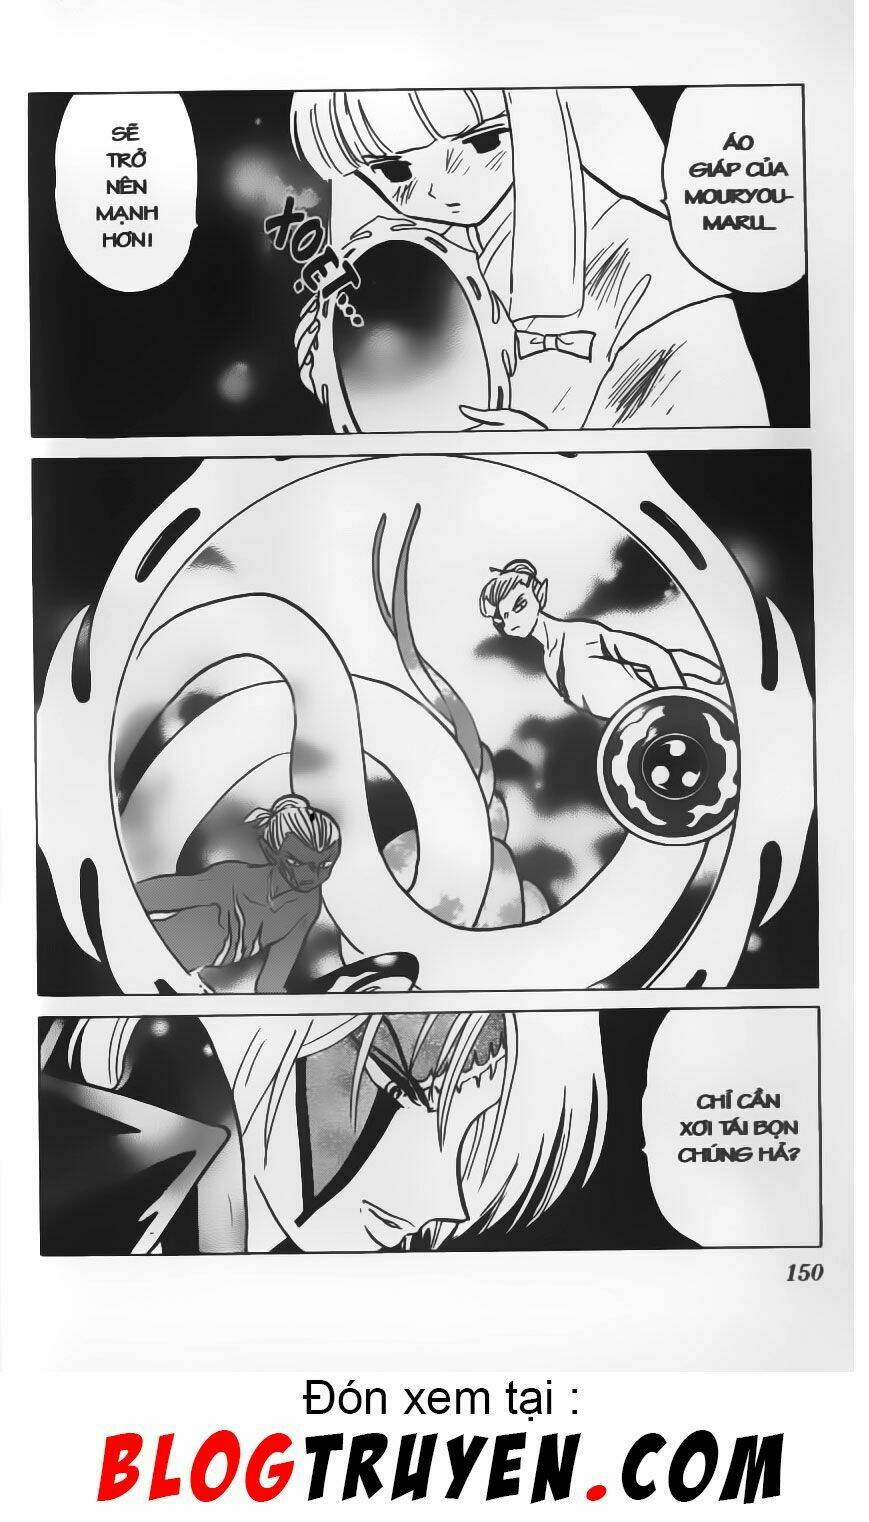 ÁO
GIÁP CỦA
MOURYOU-
MARU...
SẼ
TRỞ
NÊN
MẠNH
HƠN!
CHỈ CẦN
XƠI TÁI BỌN
CHÚNG HẢ?
150
Đón xem tại :
BLOGTRUYEN.COM